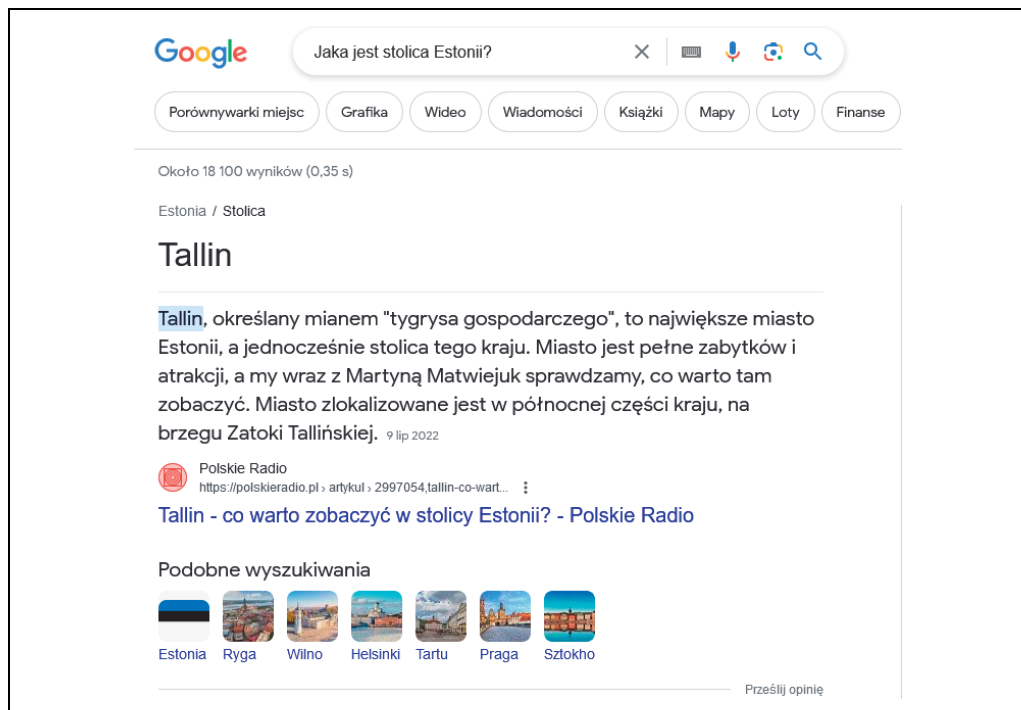 Google
Jaka jest stolica Estonii?
Porównywarki miejsc Grafika Wideo Wiadomości Książki Mapy Loty Finanse
Około 18 100 wyników (0,35 s)
Estonia / Stolica
Tallin
Tallin, określany mianem "tygrysa gospodarczego", to największe miasto
Estonii, a jednocześnie stolica tego kraju. Miasto jest pełne zabytków i
atrakcji, a my wraz z Martyną Matwiejuk sprawdzamy, co warto tam
zobaczyć. Miasto zlokalizowane jest w północnej części kraju, na
brzegu Zatoki Tallińskiej. 9 lip 2022
Polskie Radio
https://polskieradio.pl › artykul › 2997054,tallin-co-wart...
Tallin - co warto zobaczyć w stolicy Estonii? - Polskie Radio
Podobne wyszukiwania
Estonia Ryga Wilno Helsinki Tartu Praga Sztokho
Prześlij opinię